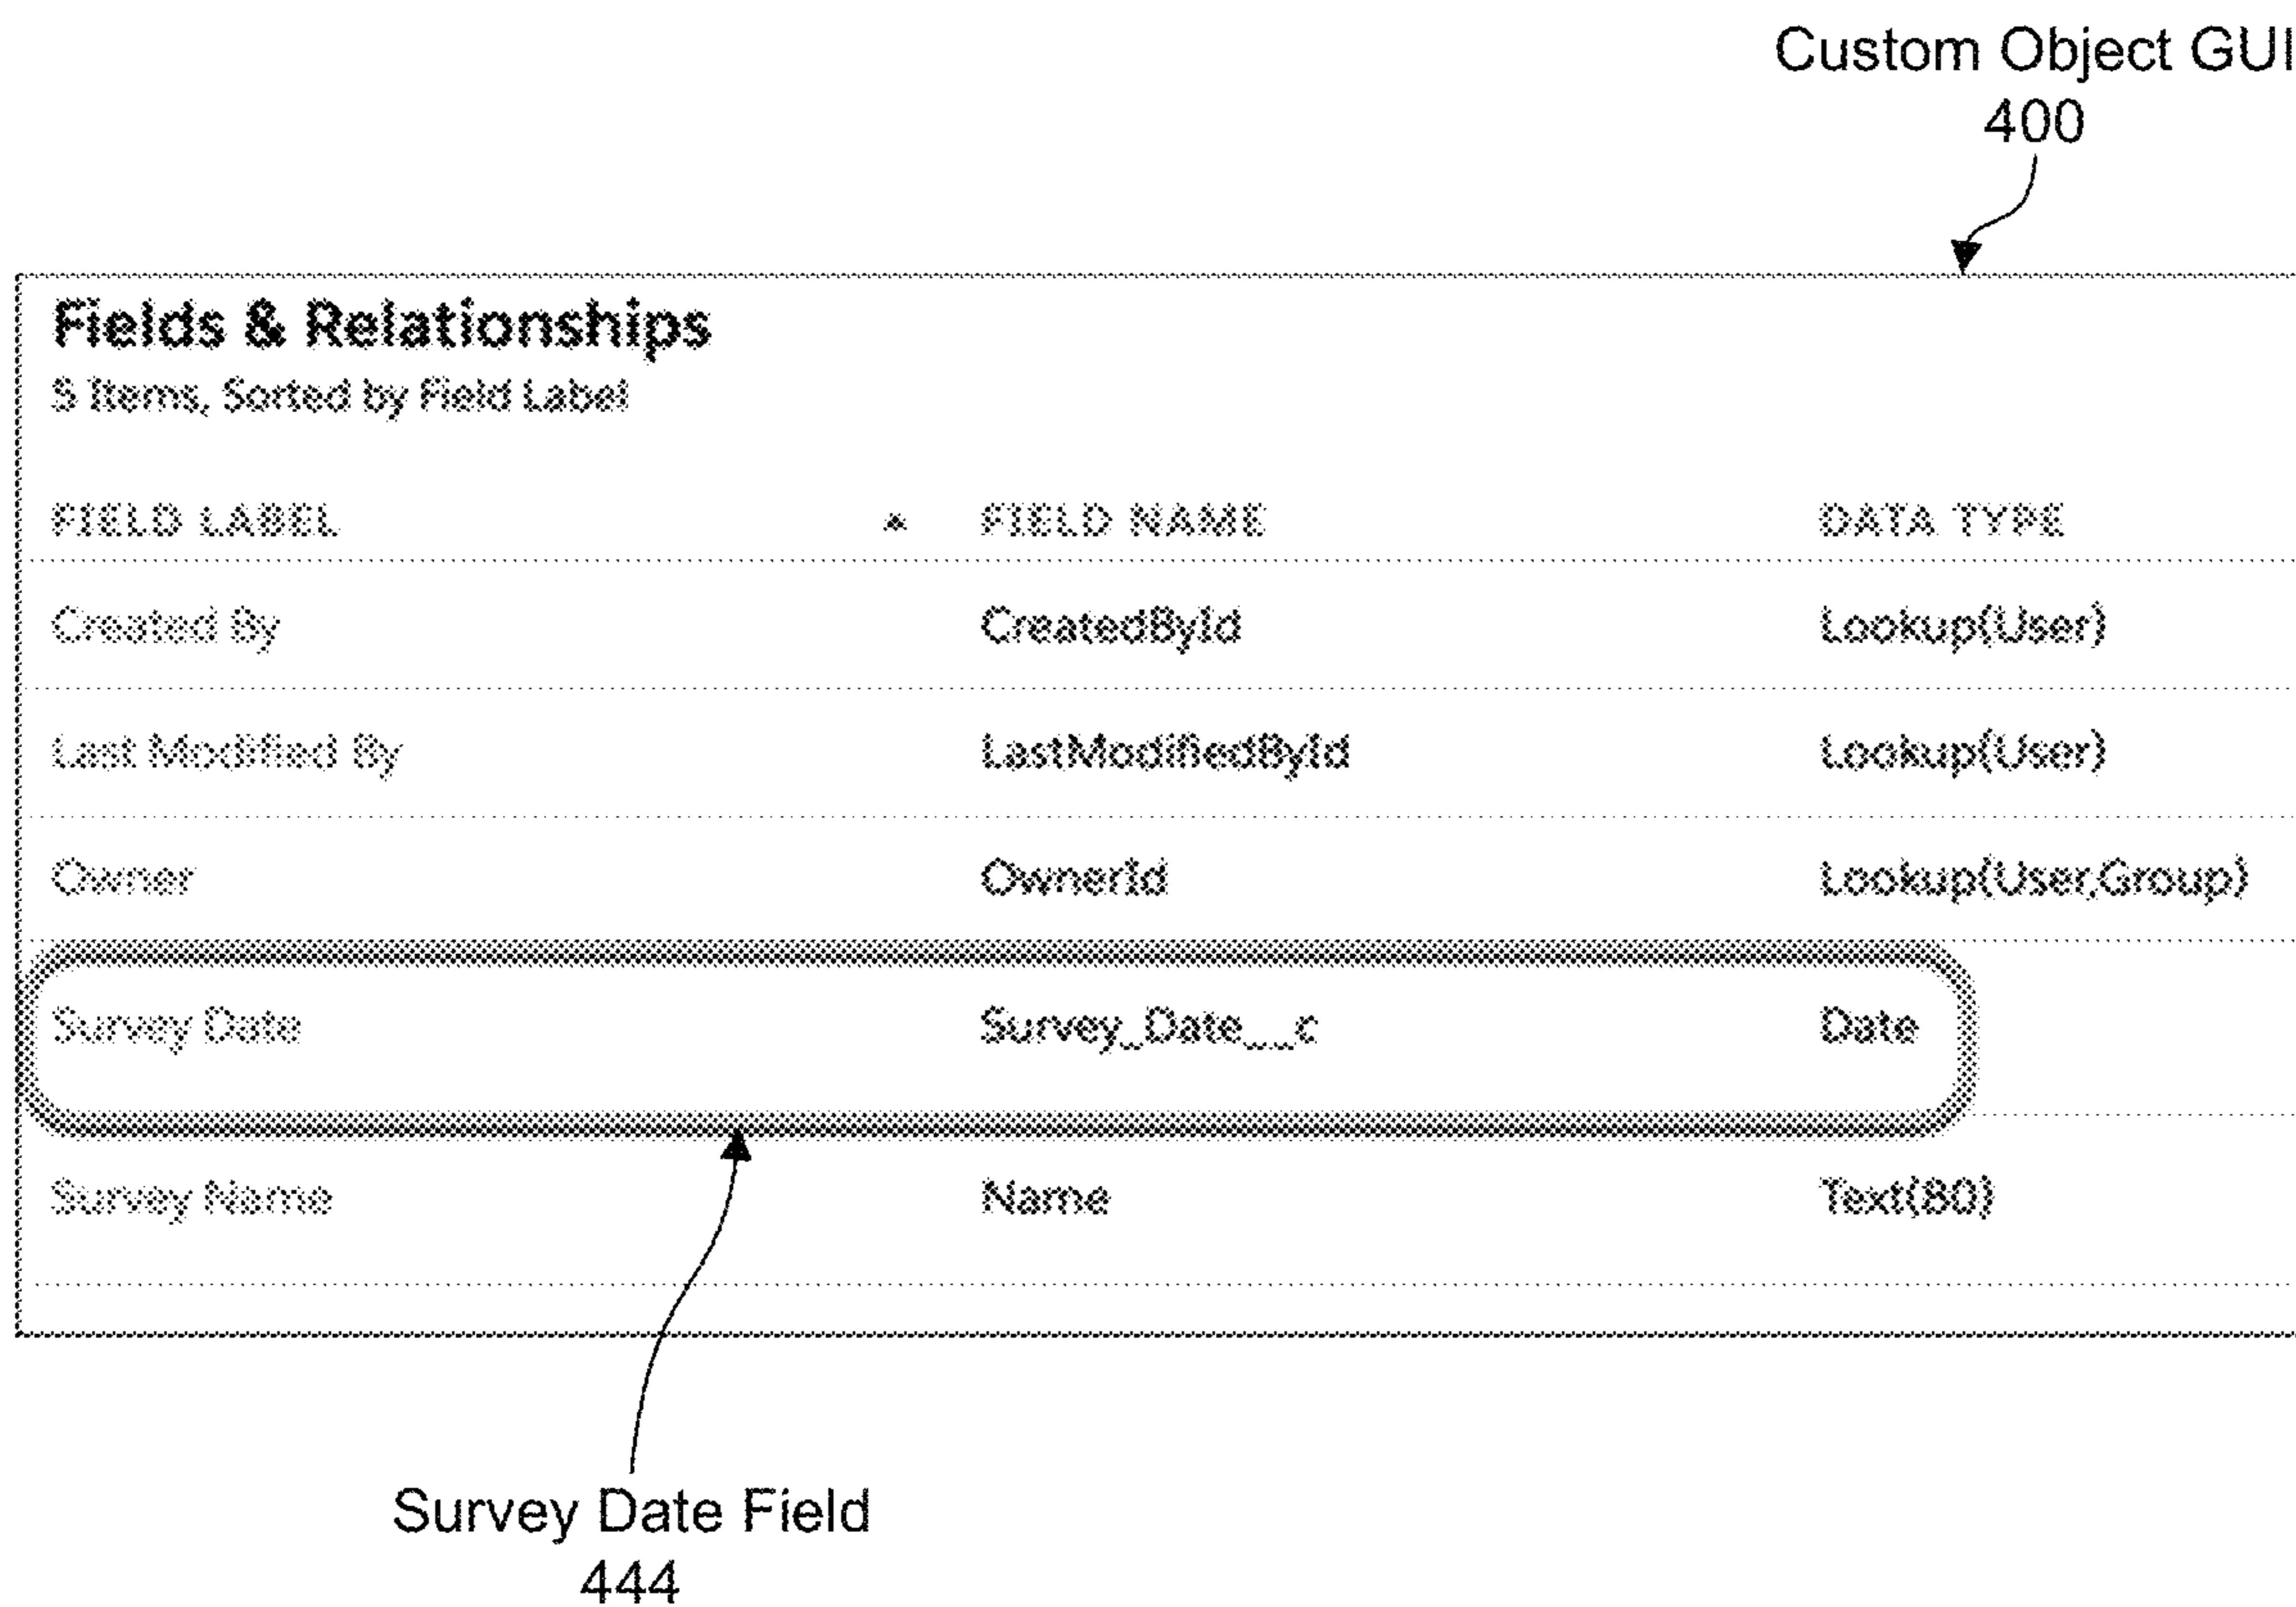 Custom Object GUI
400
Fields & Relationships
5 Items, Sorted by Field Label
FIELD LABEL FIELD NAME DATA TYPE
Created By CreatedById Lookup(User)
Last Modified By LastModifiedById Lookup(User)
Owner OwnerId Lookup(User,Group)
Survey Date Survey_Date__c Date
Survey Name Name Text(80)
Survey Date Field
444